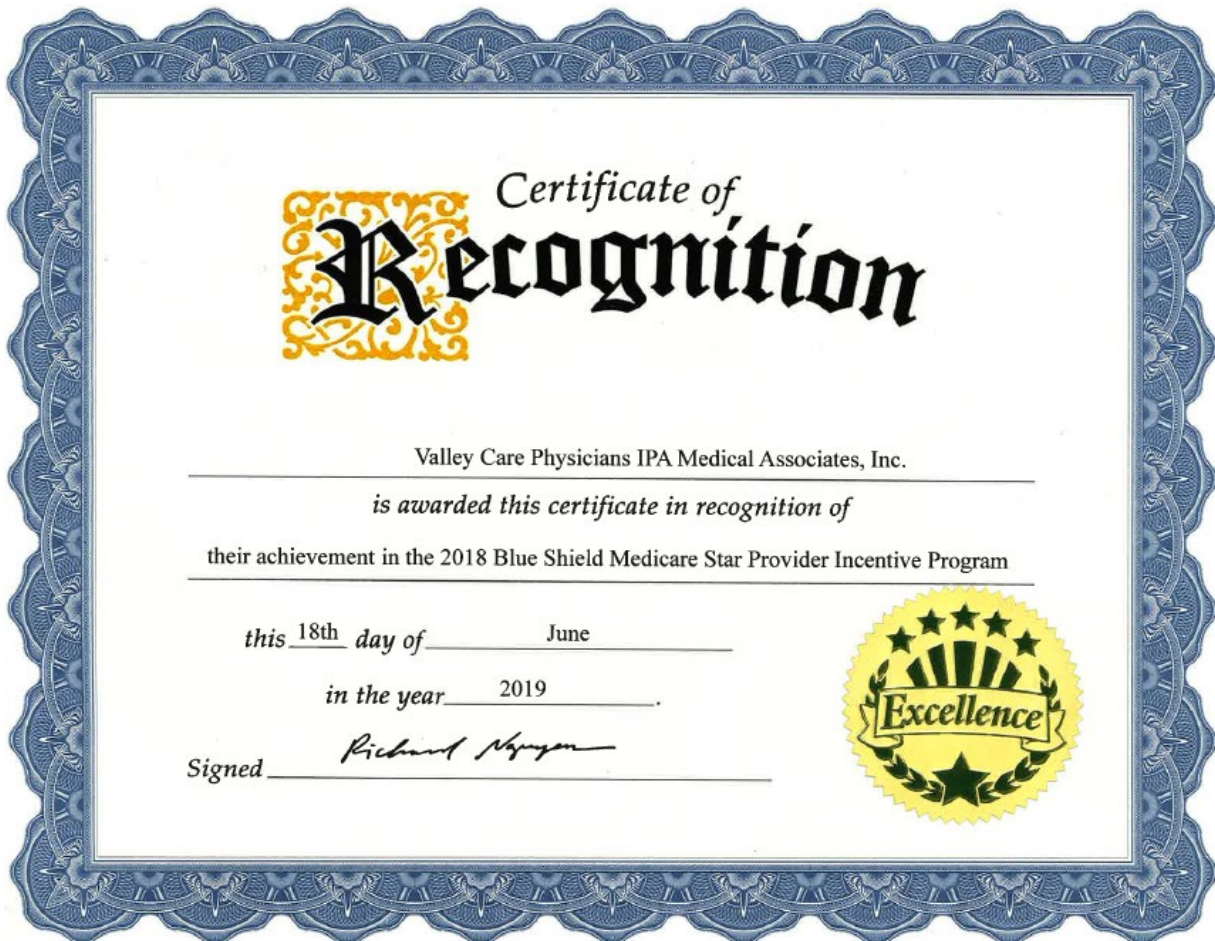 Certificate of
Recognition
Valley Care Physicians IPA Medical Associates, Inc.
is awarded this certificate in recognition of
their achievement in the 2018 Blue Shield Medicare Star Provider Incentive Program
this 18th day of June
in the year 2019.
Excellence
Signed Richard Nguyen